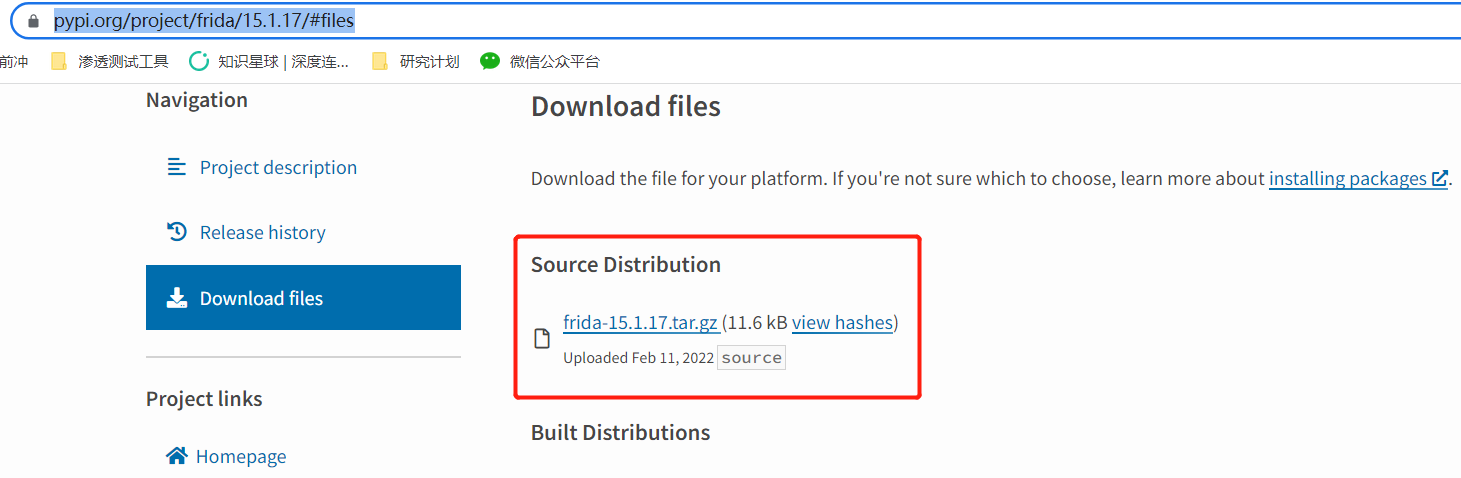 pypi.org/project/frida/15.1.17/#files
前冲 渗透测试工具 知识星球 | 深度连... 研究计划 微信公众平台
Navigation
Project description
Release history
Download files
Project links
Homepage
Download files
Download the file for your platform. If you're not sure which to choose, learn more about installing packages.
Source Distribution
frida-15.1.17.tar.gz (11.6 kB view hashes)
Uploaded Feb 11, 2022 source
Built Distributions